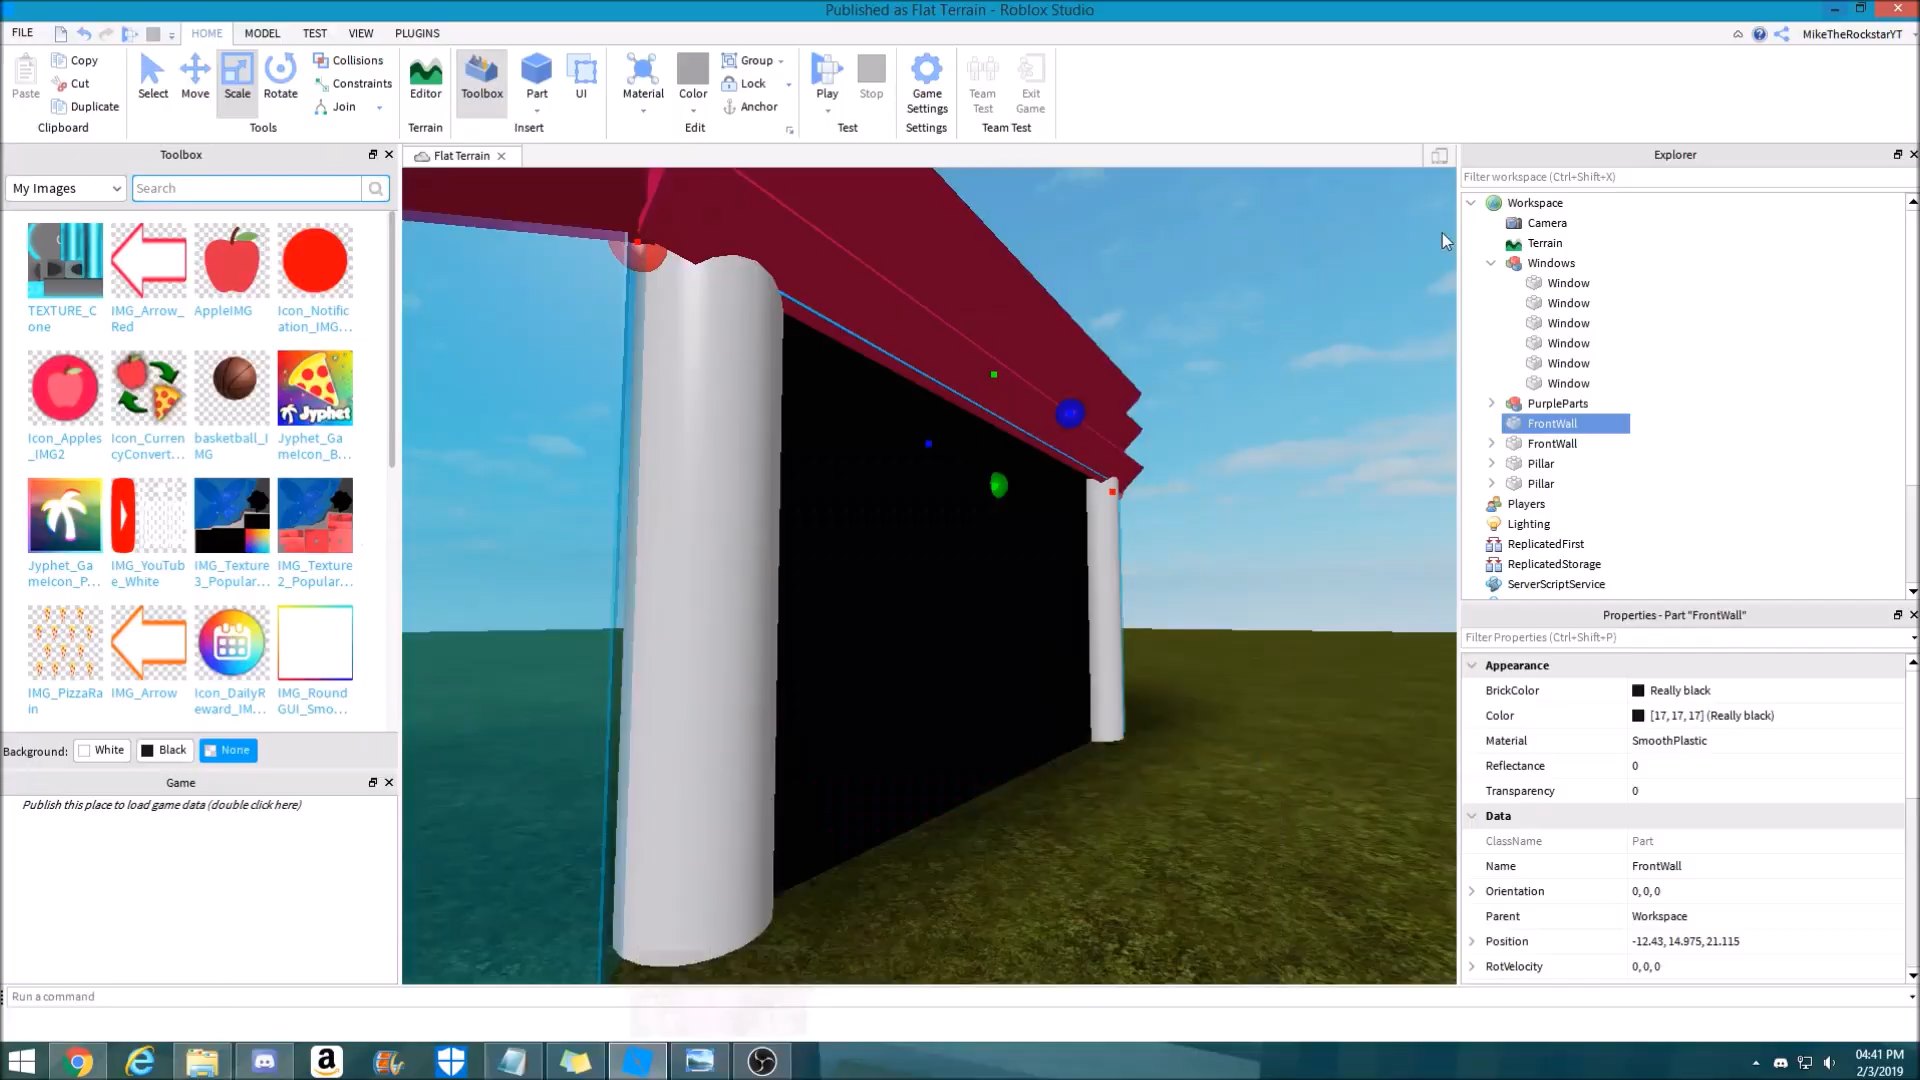 Published as Flat Terrain - Roblox Studio
FILE HOME MODEL TEST VIEW PLUGINS MikeTheRockstarYT
Paste Copy Cut Duplicate Clipboard
Select Move Scale Rotate Collisions Constraints Join Tools
Editor Terrain
Toolbox Part UI Insert
Material Color Group Lock Anchor Edit
Play Stop Test
Game Settings Settings
Team Test Exit Game Team Test
Toolbox
My Images Search
TEXTURE_C
one
IMG_Arrow_
Red
AppleIMG
Icon_Notific
ation_IMG...
Icon_Apples
_IMG2
Icon_Curren
cyConvert...
basketball_I
MG
Jyphet
Jyphet_Ga
meIcon_B...
Jyphet_Ga
meIcon_P...
IMG_YouTub
e_White
IMG_Texture
3_Popular...
IMG_Texture
2_Popular...
IMG_PizzaRa
in
IMG_Arrow
Icon_DailyR
eward_IM...
IMG_Round
GUI_Smo...
Background: White Black None
Game
Publish this place to load game data (double click here)
Flat Terrain
Explorer
Filter workspace (Ctrl+Shift+X)
Workspace
Camera
Terrain
Windows
Window
Window
Window
Window
Window
Window
PurpleParts
FrontWall
FrontWall
Pillar
Pillar
Players
Lighting
ReplicatedFirst
ReplicatedStorage
ServerScriptService
Properties - Part "FrontWall"
Filter Properties (Ctrl+Shift+P)
Appearance
BrickColor Really black
Color [17, 17, 17] (Really black)
Material SmoothPlastic
Reflectance 0
Transparency 0
Data
ClassName Part
Name FrontWall
Orientation 0, 0, 0
Parent Workspace
Position -12.43, 14.975, 21.115
RotVelocity 0, 0, 0
Run a command
04:41 PM
2/3/2019